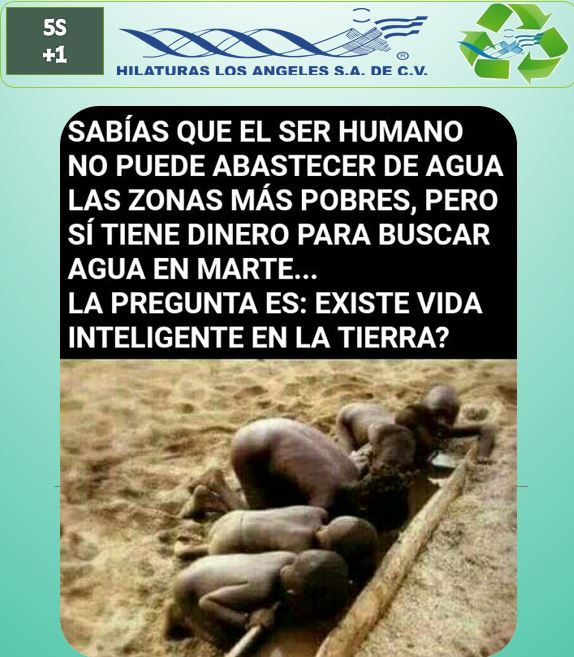 5S
+1
HILATURAS LOS ANGELES S.A. DE C.V.
®
SABÍAS QUE EL SER HUMANO
NO PUEDE ABASTECER DE AGUA
LAS ZONAS MÁS POBRES, PERO
SÍ TIENE DINERO PARA BUSCAR
AGUA EN MARTE...
LA PREGUNTA ES: EXISTE VIDA
INTELIGENTE EN LA TIERRA?